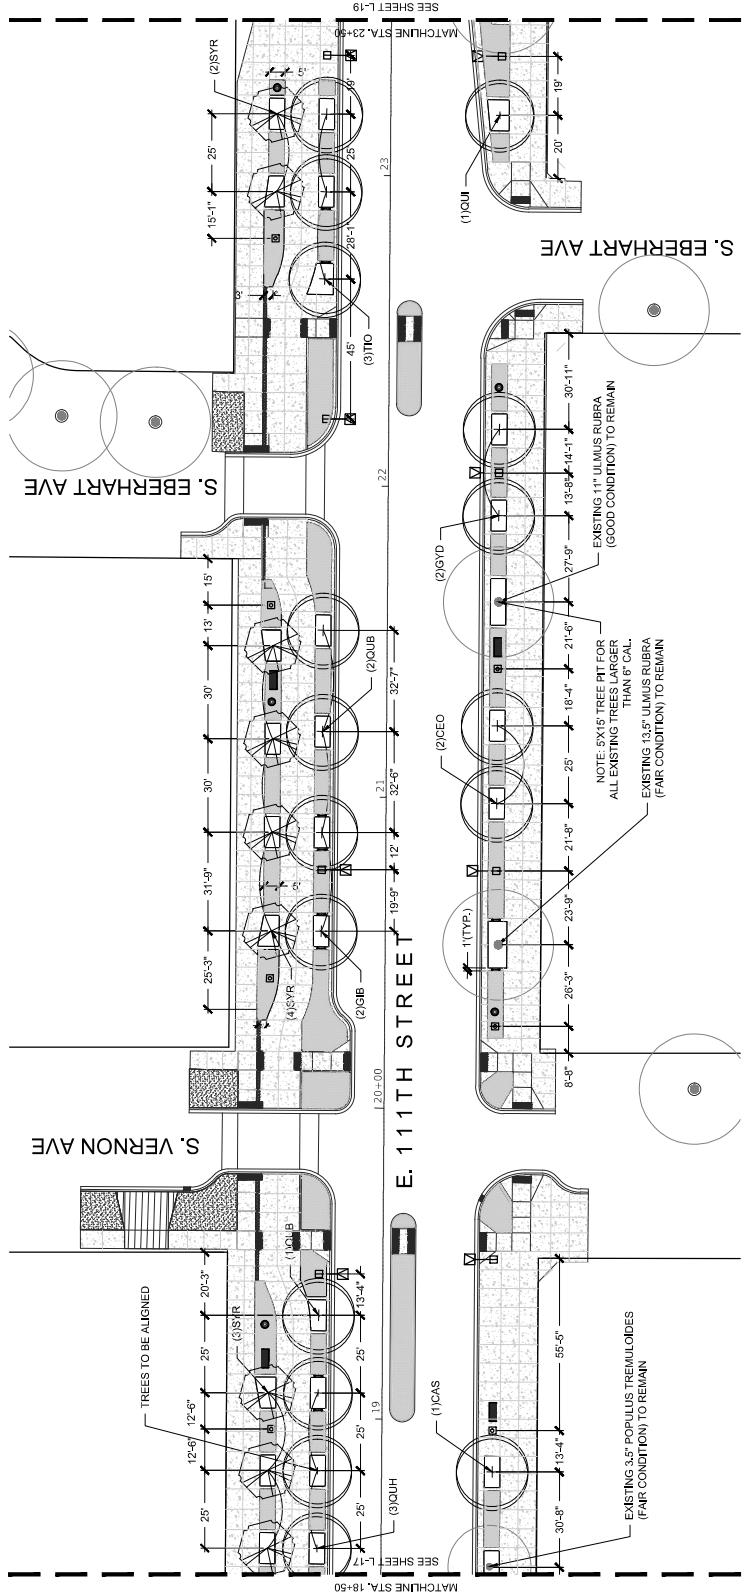 SEE SHEET L-19
MATCHLINE STA. 23+50
(2)SYR
5'
19'
25'
25'
15'-1"
28'-1"
3'
45'
(3)TIO
23
19'
20'
(1)QUI
S. EBERHART AVE
S. EBERHART AVE
22
30'-11"
14'-1"
13'-8"
27'-9"
21'-6"
18'-4"
25'
21'-8"
23'-9"
26'-3"
8'-8"
(2)GYD
EXISTING 11" ULMUS RUBRA
(GOOD CONDITION) TO REMAIN
NOTE: 5'X15' TREE PIT FOR
ALL EXISTING TREES LARGER
THAN 6" CAL.
(2)CEO
EXISTING 13.5" ULMUS RUBRA
(FAIR CONDITION) TO REMAIN
1'(TYP.)
15'
13'
30'
30'
31'-9"
25'-3"
(2)QUB
32'-7"
32'-6"
12'
19'-9"
21
5'
(4)SYR
(2)GIB
E. 111TH STREET
20+00
S. VERNON AVE
20'-3"
25'
12'-6"
12'-6"
25'
TREES TO BE ALIGNED
(3)SYR
(1)QUB
13'-4"
25'
25'
25'
(3)QUH
19
(1)CAS
55'-5"
13'-4"
30'-8"
EXISTING 3.5" POPULUS TREMULOIDES
(FAIR CONDITION) TO REMAIN
SEE SHEET L-17
MATCHLINE STA. 18+50